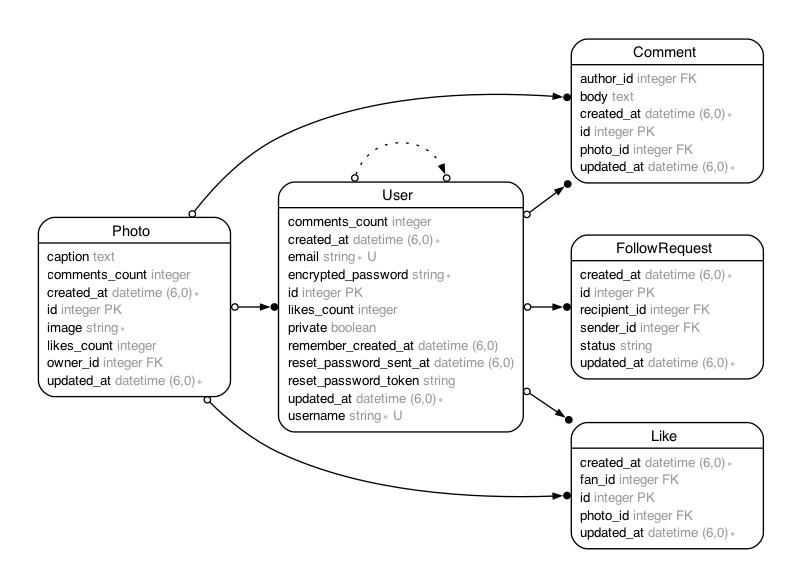 Comment
author_id integer FK
body text
created_at datetime (6,0)∗
id integer PK
photo_id integer FK
updated_at datetime (6,0)∗
User
comments_count integer
created_at datetime (6,0)∗
email string∗ U
encrypted_password string∗
id integer PK
likes_count integer
private boolean
remember_created_at datetime (6,0)
reset_password_sent_at datetime (6,0)
reset_password_token string
updated_at datetime (6,0)∗
username string∗ U
Photo
caption text
comments_count integer
created_at datetime (6,0)∗
id integer PK
image string∗
likes_count integer
owner_id integer FK
updated_at datetime (6,0)∗
FollowRequest
created_at datetime (6,0)∗
id integer PK
recipient_id integer FK
sender_id integer FK
status string
updated_at datetime (6,0)∗
Like
created_at datetime (6,0)∗
fan_id integer FK
id integer PK
photo_id integer FK
updated_at datetime (6,0)∗